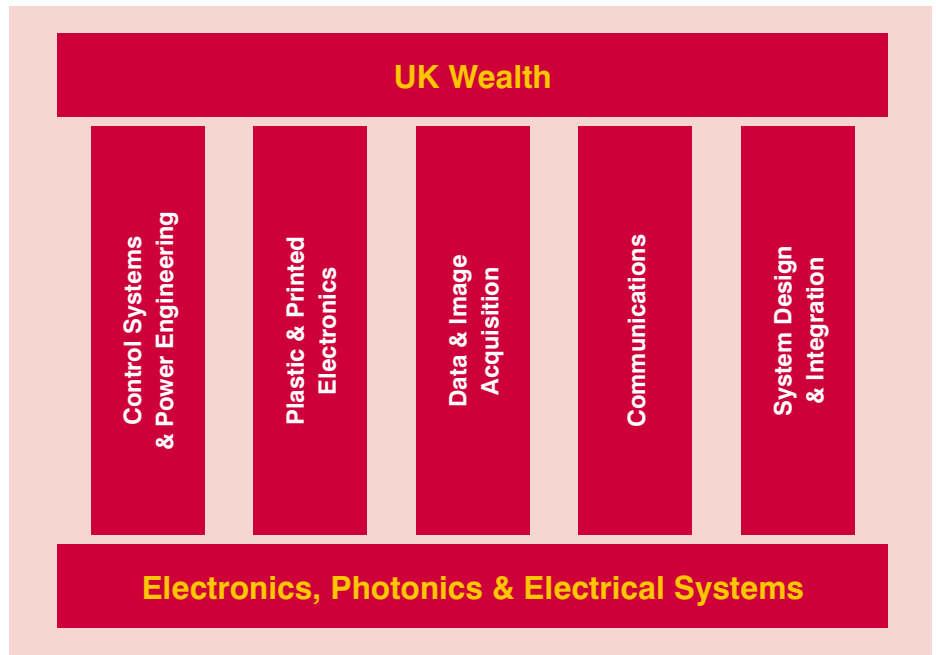 UK Wealth
Control Systems
& Power Engineering
Plastic & Printed
Electronics
Data & Image
Acquisition
Communications
System Design
& Integration
Electronics, Photonics & Electrical Systems